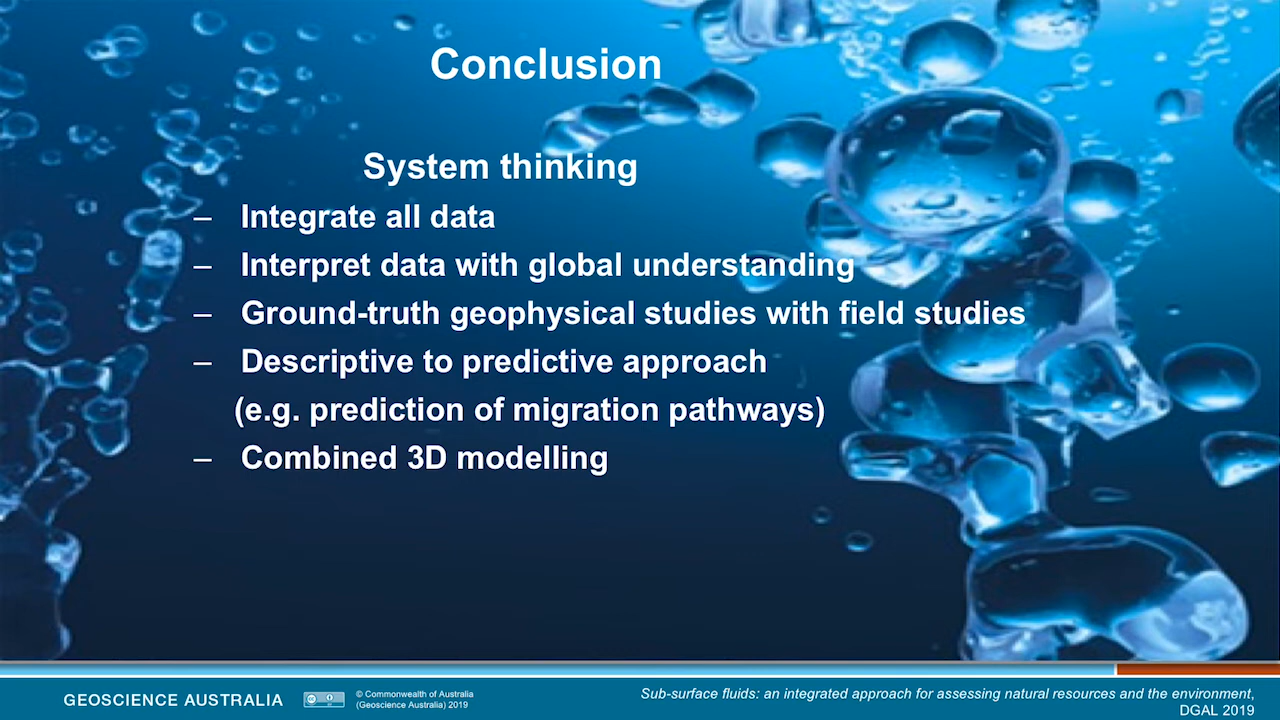 Conclusion
System thinking
– Integrate all data
– Interpret data with global understanding
– Ground-truth geophysical studies with field studies
– Descriptive to predictive approach
(e.g. prediction of migration pathways)
– Combined 3D modelling
GEOSCIENCE AUSTRALIA
© Commonwealth of Australia
(Geoscience Australia) 2019
Sub-surface fluids: an integrated approach for assessing natural resources and the environment,
DGAL 2019